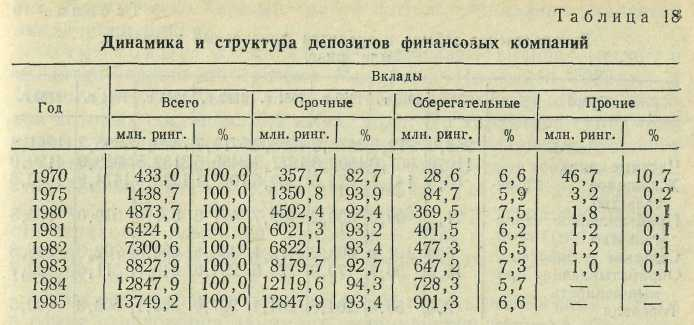 Таблица 18
Динамика и структура депозитов финансозых компаний
Вклады
Год
Всего Срочные Сберегательные Прочие
млн. ринг. % млн. ринг. % млн. ринг. % млн. ринг. %
1970 433,0 100,0 357,7 82,7 28,6 6,6 46,7 10,7
1975 1438,7 100,0 1350,8 93,9 84,7 5,9 3,2 0,2
1980 4873,7 100,0 4502,4 92,4 369,5 7,5 1,8 0,1
1981 6424,0 100,0 6021,3 93,2 401,5 6,2 1,2 0,1
1982 7300,6 100,0 6822,1 93,4 477,3 6,5 1,2 0,1
1983 8827,9 100,0 8179,7 92,7 647,2 7,3 1,0 0,1
1984 12847,9 100,0 12119,6 94,3 728,3 5,7 — —
1985 13749,2 100,0 12847,9 93,4 901,3 6,6 — —